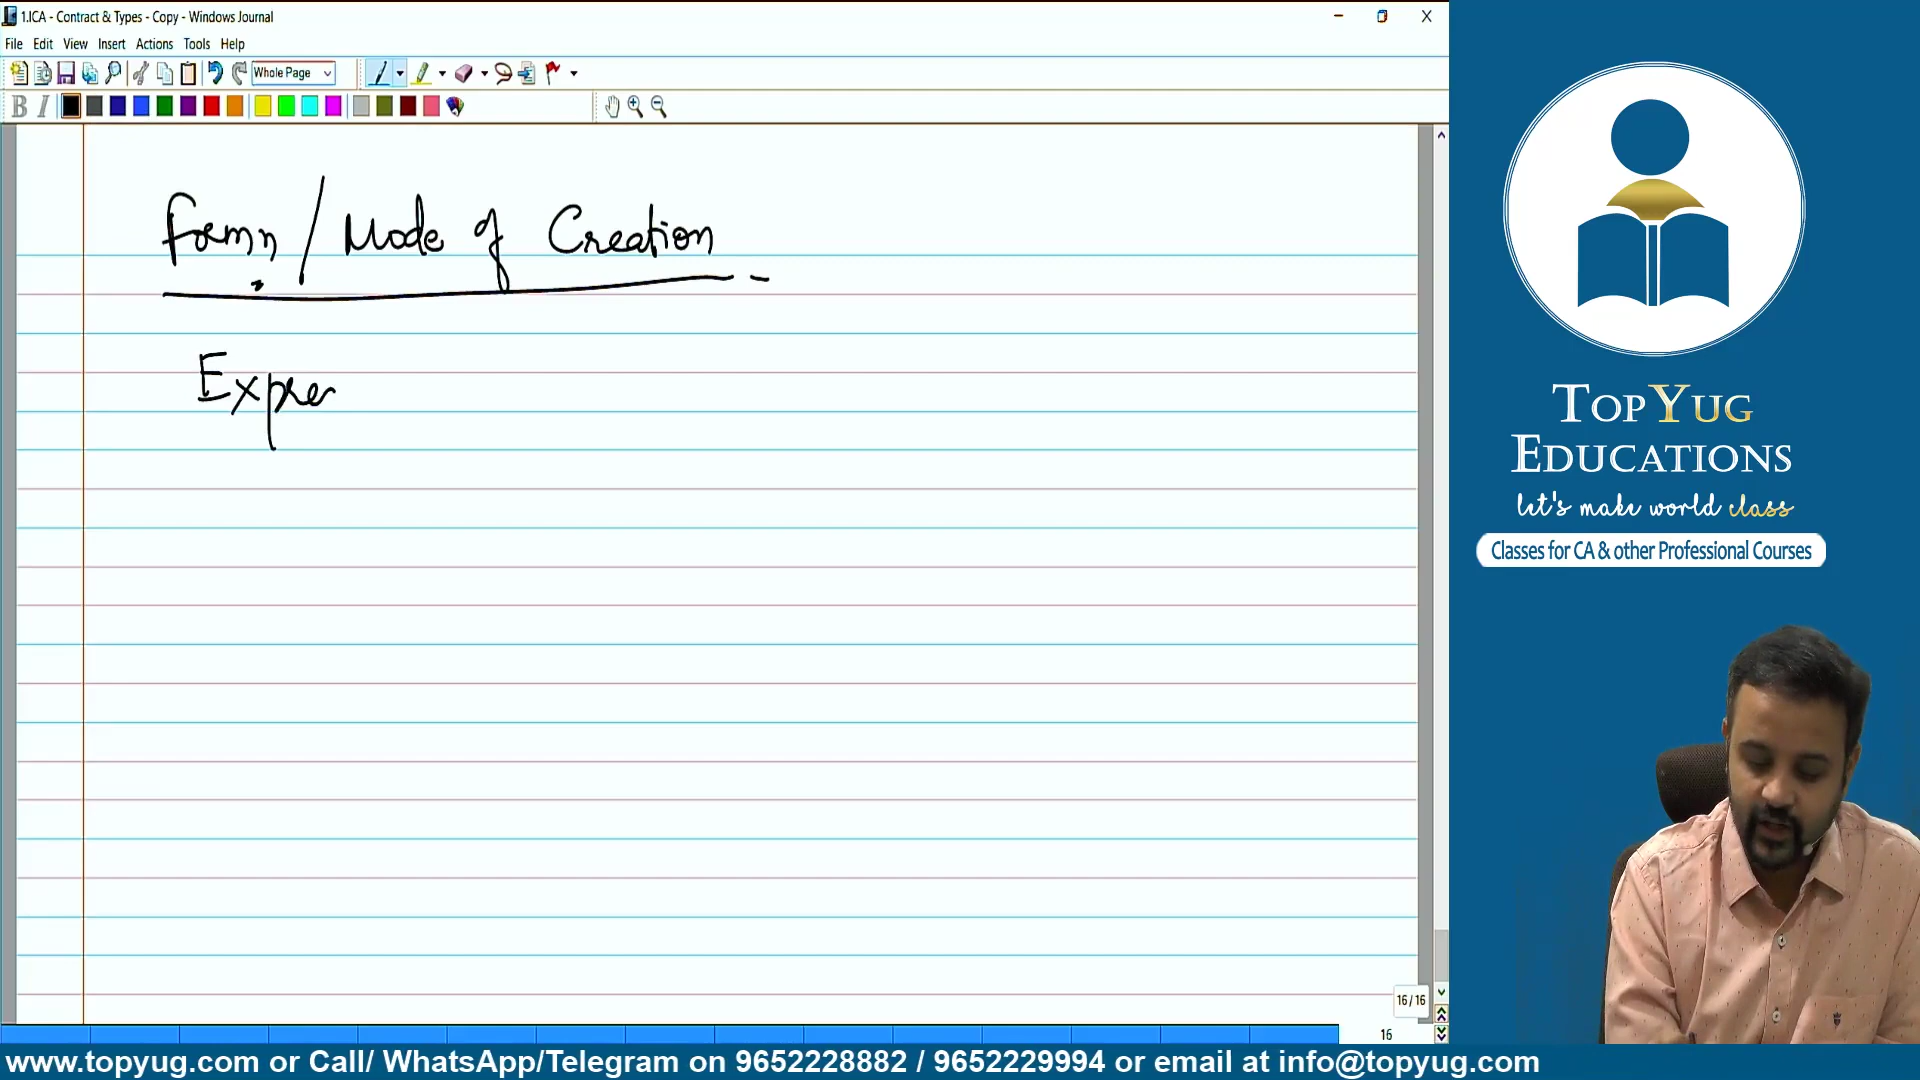 1.ICA - Contract & Types - Copy - Windows Journal
File Edit View Insert Actions Tools Help
Whole Page
B I
Formn / Mode of Creation
Expre
16 / 16
16
TOPYUG
EDUCATIONS
let's make world class
Classes for CA & other Professional Courses
www.topyug.com or Call/ WhatsApp/Telegram on 9652228882 / 9652229994 or email at info@topyug.com